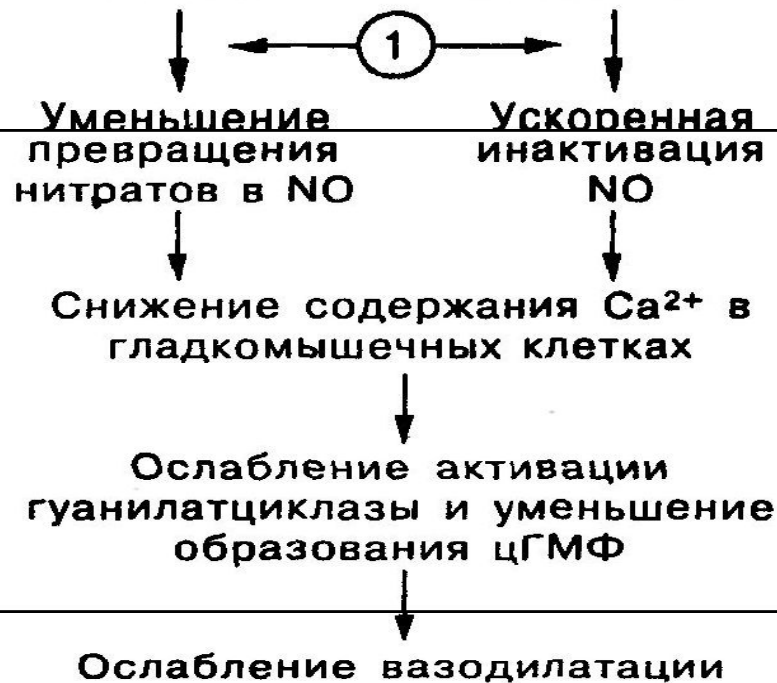 1
Уменьшение
превращения
нитратов в NO
Ускоренная
инактивация
NO
Снижение содержания Ca²⁺ в
гладкомышечных клетках
Ослабление активации
гуанилатциклазы и уменьшение
образования цГМФ
Ослабление вазодилатации